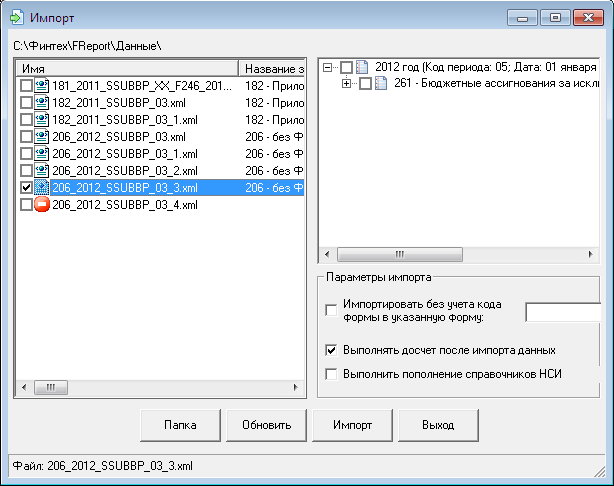 Импорт
C:\Финтех\FReport\Данные\
Имя Название з
181_2011_SSUBBP_XX_F246_201... 182 - Прило
182_2011_SSUBBP_03.xml 182 - Прило
182_2011_SSUBBP_03_1.xml 182 - Прило
206_2012_SSUBBP_03.xml 206 - без Ф
206_2012_SSUBBP_03_1.xml 206 - без Ф
206_2012_SSUBBP_03_2.xml 206 - без Ф
206_2012_SSUBBP_03_3.xml 206 - без Ф
206_2012_SSUBBP_03_4.xml
2012 год (Код периода: 05; Дата: 01 января
261 - Бюджетные ассигнования за искл
Параметры импорта
Импортировать без учета кода
формы в указанную форму:
Выполнять досчет после импорта данных
Выполнить пополнение справочников НСИ
Папка Обновить Импорт Выход
Файл: 206_2012_SSUBBP_03_3.xml